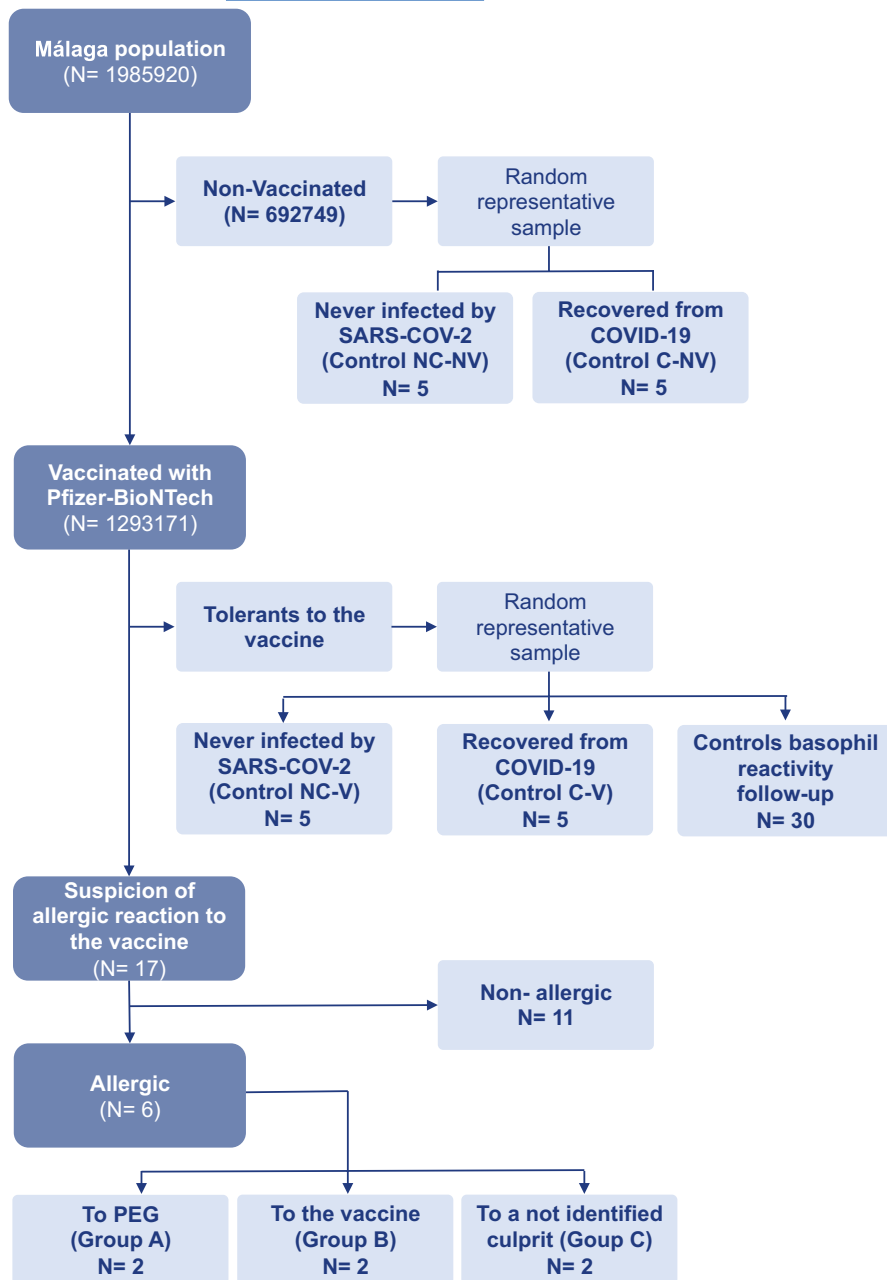 Málaga population
(N= 1985920)
Non-Vaccinated
(N= 692749)
Random
representative
sample
Never infected by
SARS-COV-2
(Control NC-NV)
N= 5
Recovered from
COVID-19
(Control C-NV)
N= 5
Vaccinated with
Pfizer-BioNTech
(N= 1293171)
Tolerants to the
vaccine
Random
representative
sample
Never infected by
SARS-COV-2
(Control NC-V)
N= 5
Recovered from
COVID-19
(Control C-V)
N= 5
Controls basophil
reactivity
follow-up
N= 30
Suspicion of
allergic reaction to
the vaccine
(N= 17)
Non- allergic
N= 11
Allergic
(N= 6)
To PEG
(Group A)
N= 2
To the vaccine
(Group B)
N= 2
To a not identified
culprit (Goup C)
N= 2